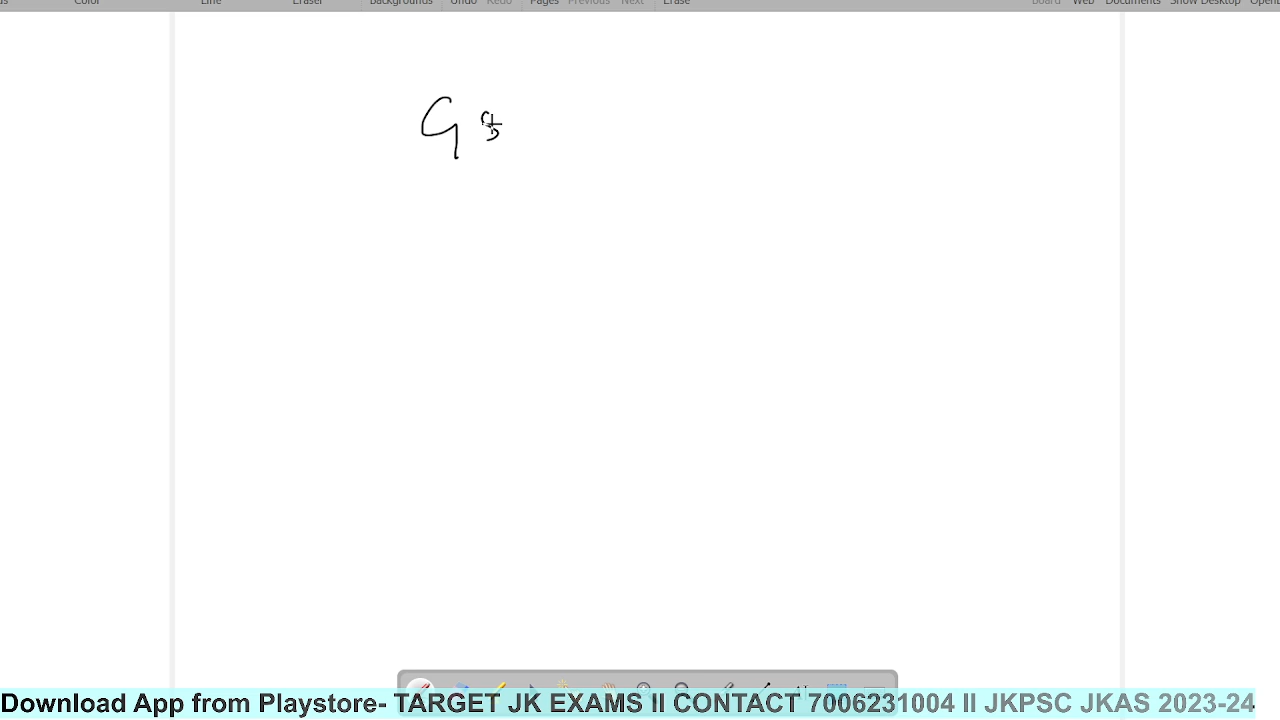 Color Line Eraser Backgrounds Undo Redo Pages Previous Next Erase Board Web Documents Show Desktop
G
Download App from Playstore- TARGET JK EXAMS II CONTACT 7006231004 II JKPSC JKAS 2023-24